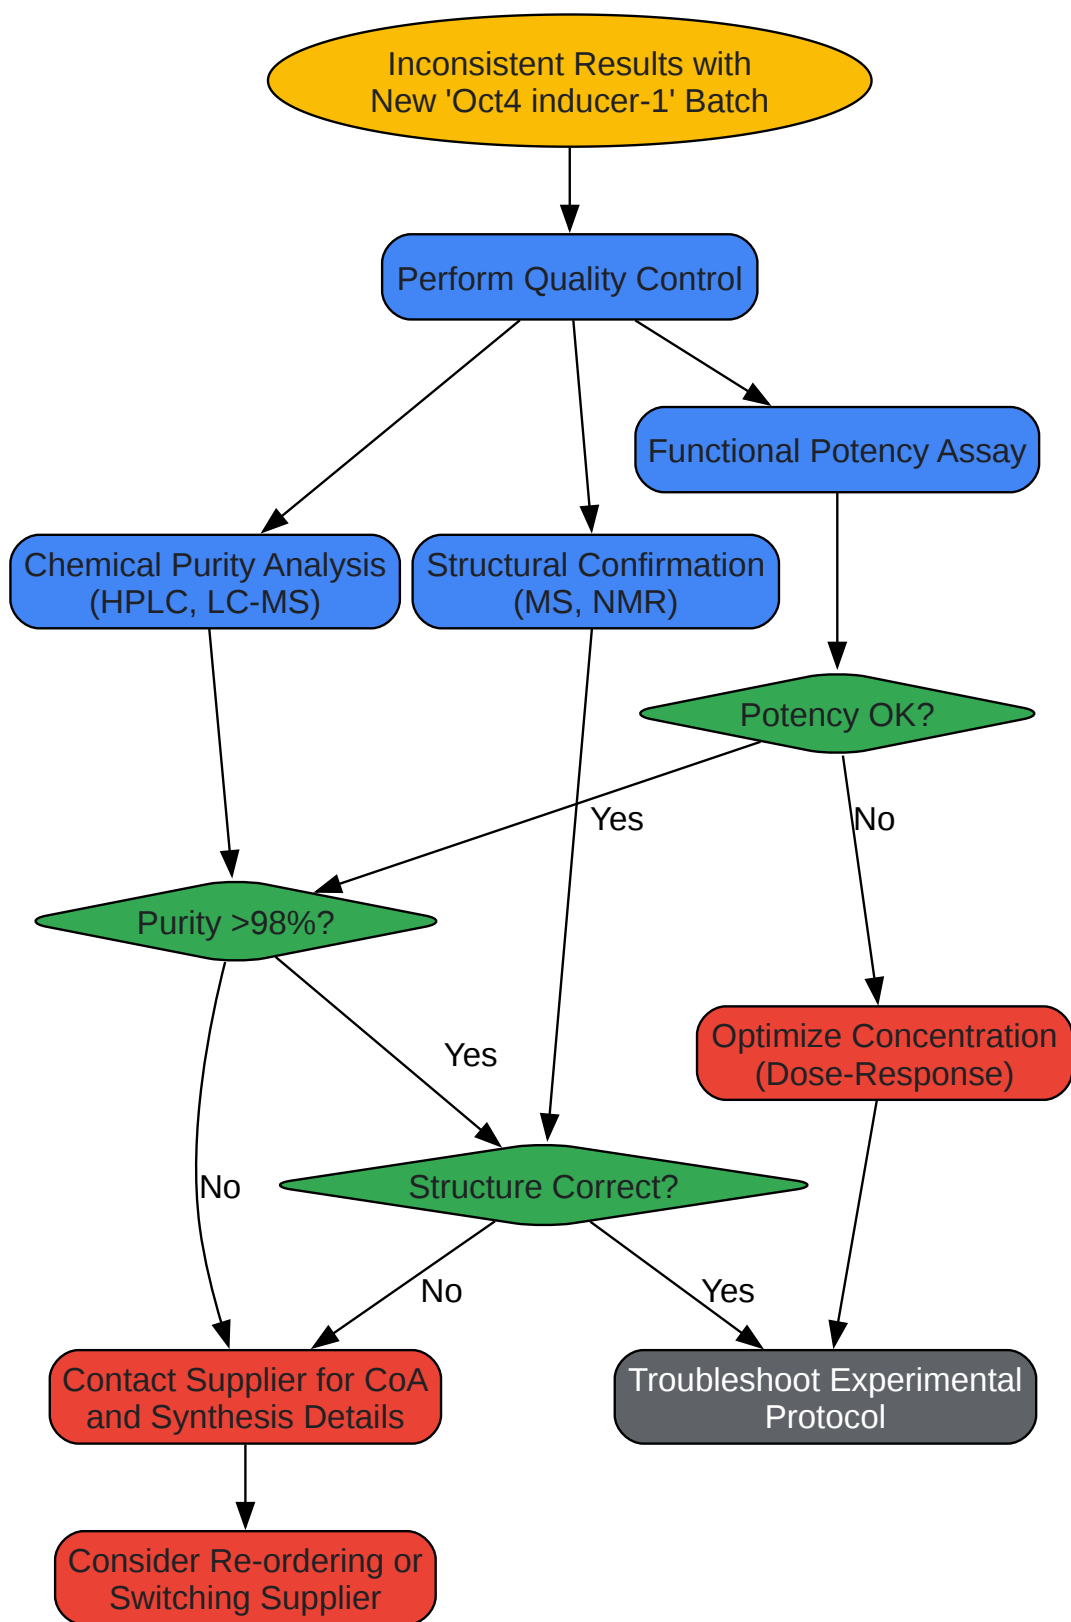 Inconsistent Results with
New 'Oct4 inducer-1' Batch
Perform Quality Control
Functional Potency Assay
Chemical Purity Analysis
(HPLC, LC-MS)
Structural Confirmation
(MS, NMR)
Potency OK?
Yes
No
Purity >98%?
Optimize Concentration
(Dose-Response)
Yes
No
Structure Correct?
No
Yes
Contact Supplier for CoA
and Synthesis Details
Troubleshoot Experimental
Protocol
Consider Re-ordering or
Switching Supplier